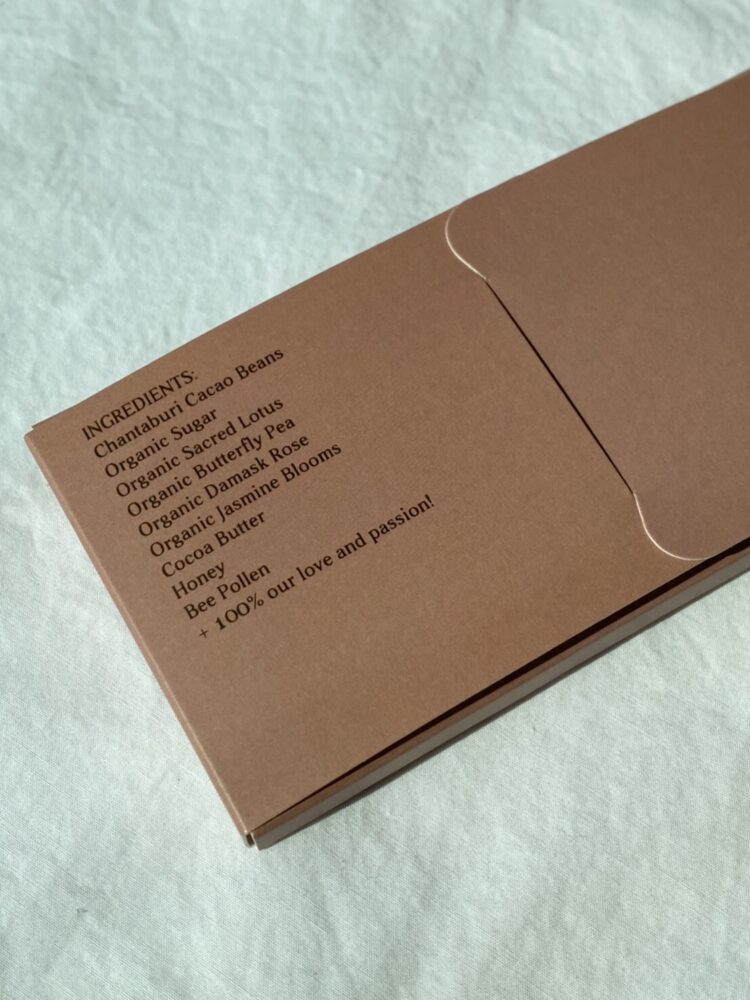 INGREDIENTS:
Chantaburi Cacao Beans
Organic Sugar
Organic Sacred Lotus
Organic Butterfly Pea
Organic Damask Rose
Organic Jasmine Blooms
Cocoa Butter
Honey
Bee Pollen
+ 100% our love and passion!